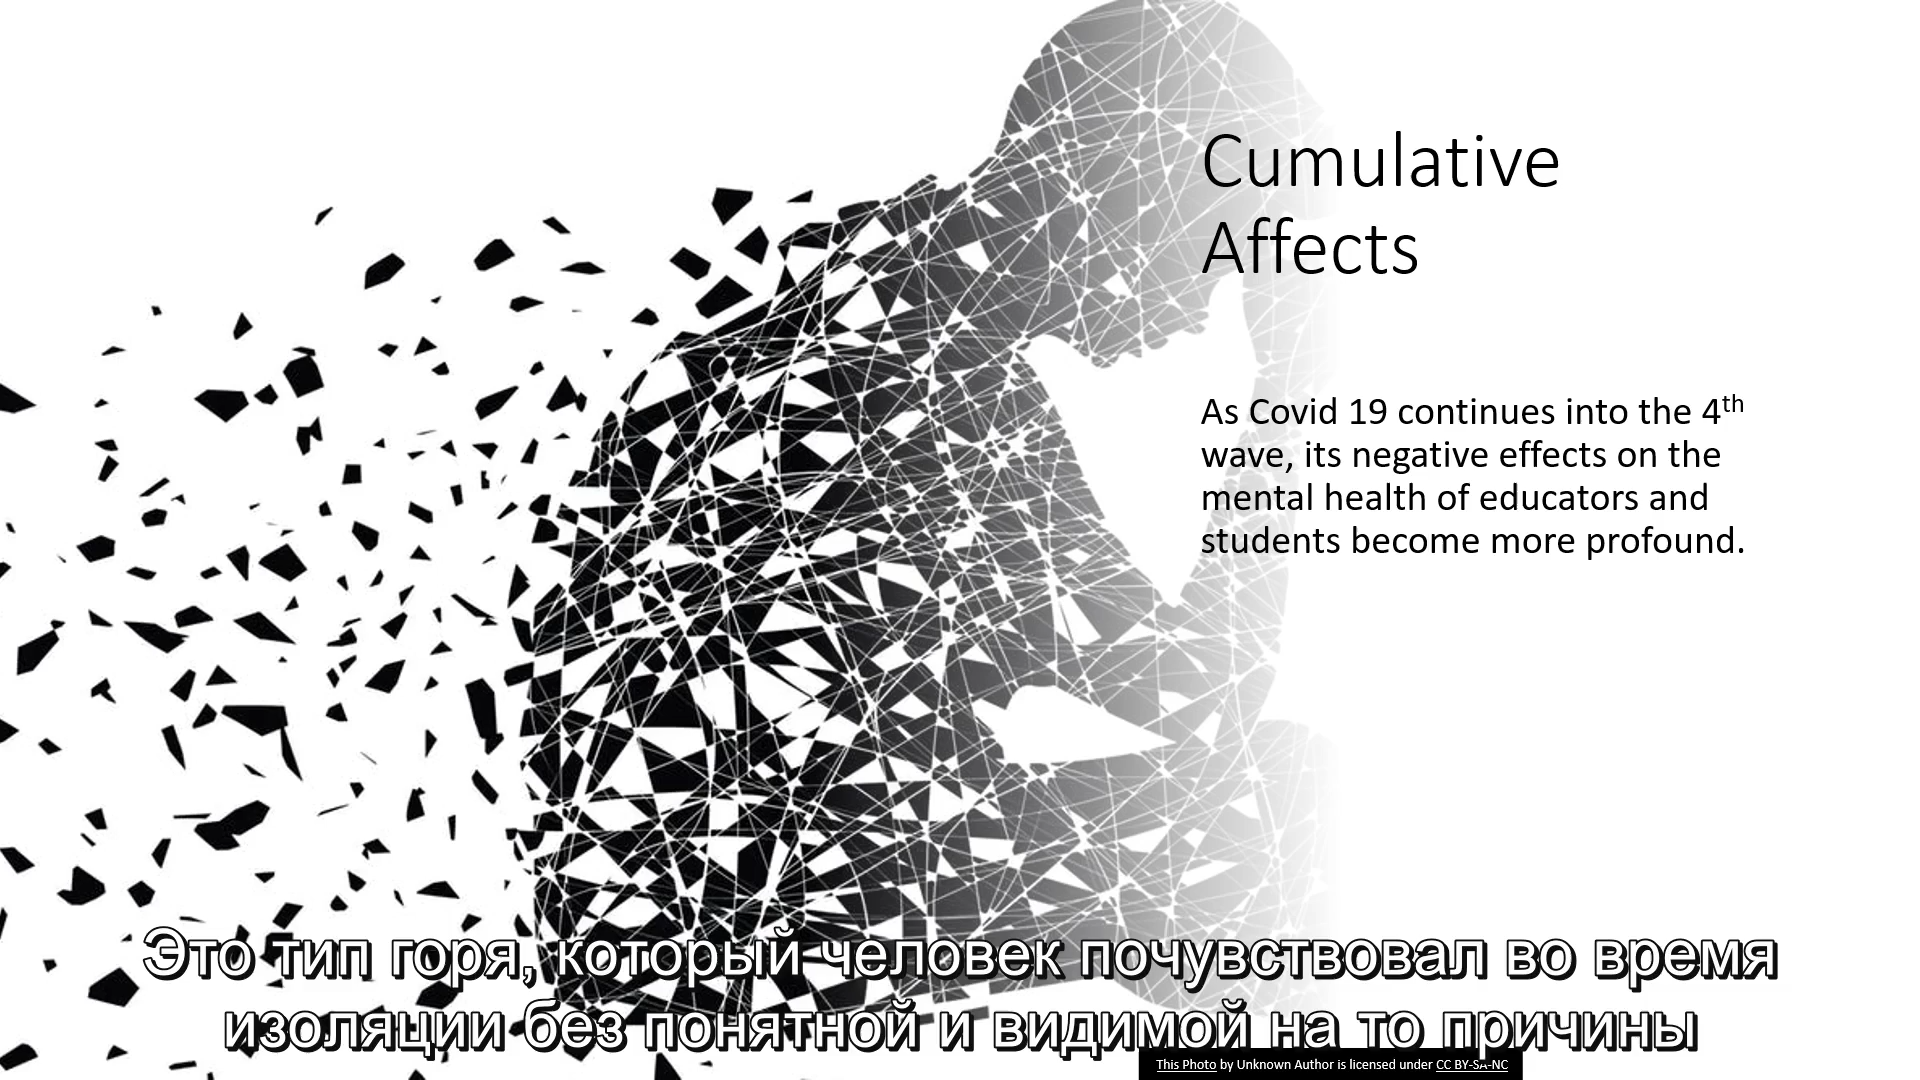 Cumulative
Affects
As Covid 19 continues into the 4th
wave, its negative effects on the
mental health of educators and
students become more profound.
Это тип горя, который человек почувствовал во время
изоляции без понятной и видимой на то причины
This Photo by Unknown Author is licensed under CC BY-SA-NC